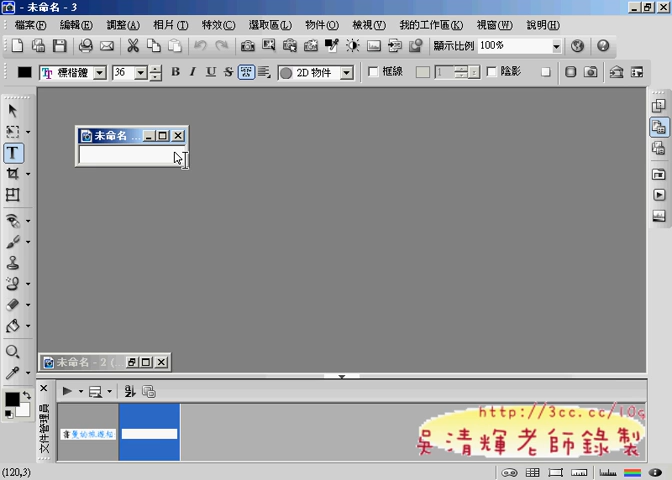 - 未命名 - 3
檔案(F) 編輯(E) 調整(A) 相片(I) 特效(C) 選取區(L) 物件(O) 檢視(V) 我的工作區(K) 視窗(W) 說明(H)
顯示比例 100%
標楷體 36 B I U S 2D 物件 框線 1 陰影
未命名 ...
T
未命名 - 2 (...
文件管理員
http://3cc.cc/10g
吳清輝老師錄製
(120,3)